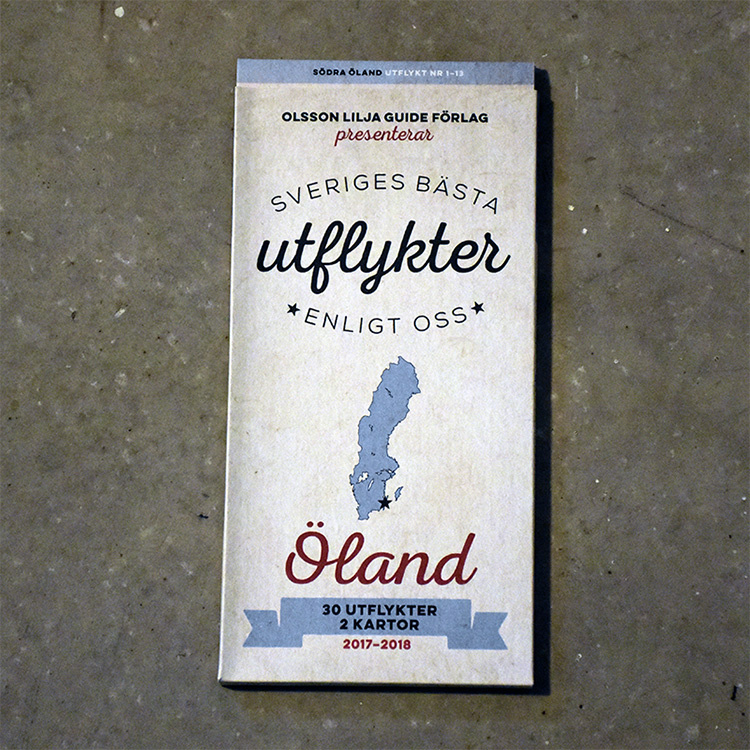 SÖDRA ÖLAND UTFLYKT NR 1–13
OLSSON LILJA GUIDE FÖRLAG
presenterar
SVERIGES BÄSTA
utflykter
★ENLIGT OSS★
Öland
30 UTFLYKTER
2 KARTOR
2017–2018